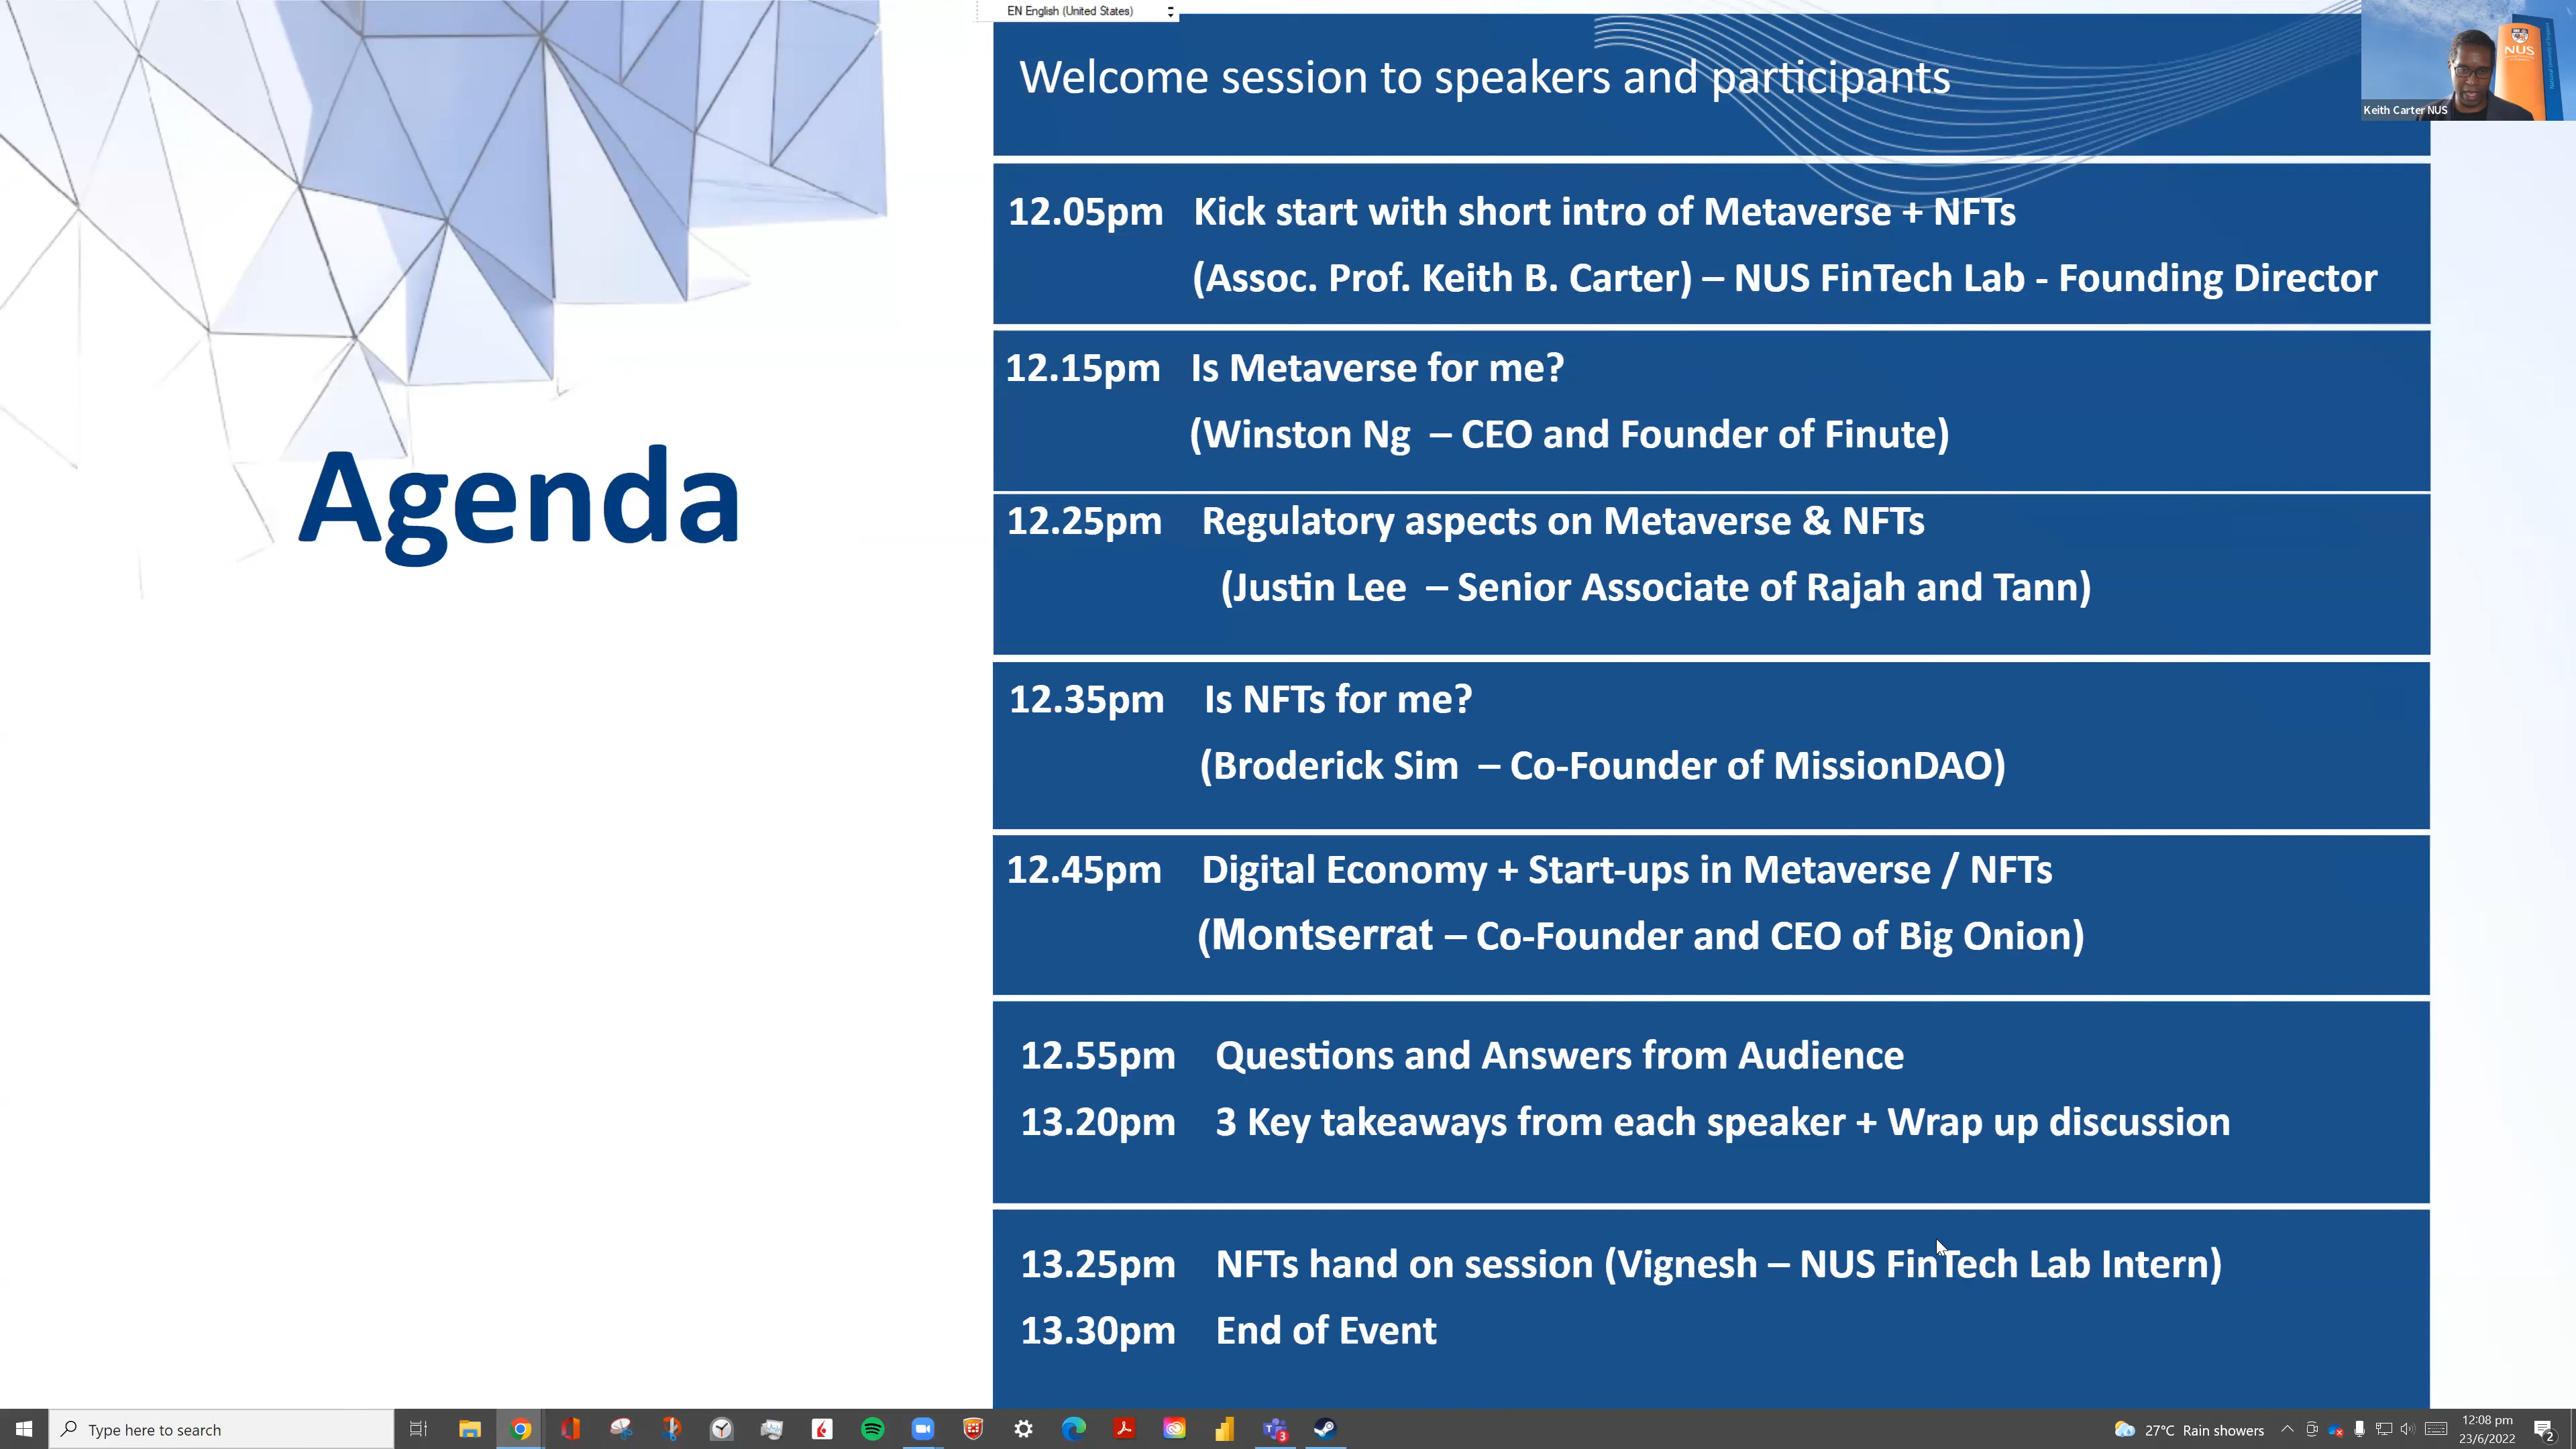 EN English (United States)
Welcome session to speakers and participants
NUS
Keith Carter NUS
12.05pm Kick start with short intro of Metaverse + NFTs
(Assoc. Prof. Keith B. Carter) – NUS FinTech Lab - Founding Director
12.15pm Is Metaverse for me?
(Winston Ng – CEO and Founder of Finute)
Agenda
12.25pm Regulatory aspects on Metaverse & NFTs
(Justin Lee – Senior Associate of Rajah and Tann)
12.35pm Is NFTs for me?
(Broderick Sim – Co-Founder of MissionDAO)
12.45pm Digital Economy + Start-ups in Metaverse / NFTs
(Montserrat – Co-Founder and CEO of Big Onion)
12.55pm Questions and Answers from Audience
13.20pm 3 Key takeaways from each speaker + Wrap up discussion
13.25pm NFTs hand on session (Vignesh – NUS FinTech Lab Intern)
13.30pm End of Event
Type here to search
3
27°C Rain showers
12:08 pm
23/6/2022
2